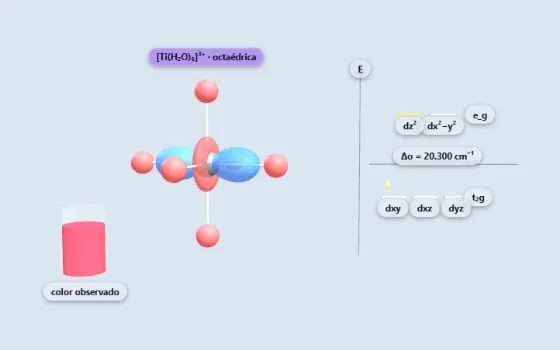 [Ti(H₂O)₆]³⁺ · octaédrica
E
e_g
dz²
dx²−y²
Δo = 20.300 cm⁻¹
t₂g
dxy
dxz
dyz
color observado